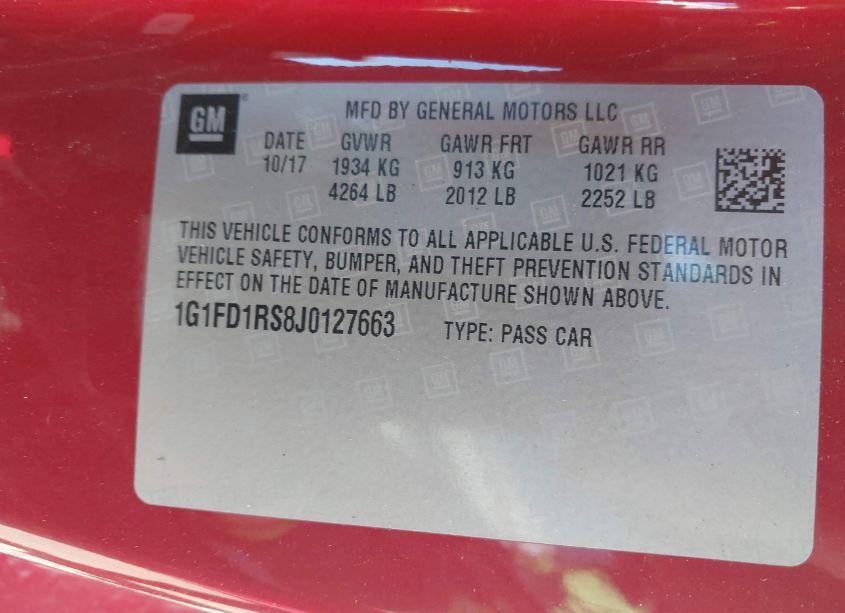 GM
MFD BY GENERAL MOTORS LLC
DATE GVWR GAWR FRT GAWR RR
10/17 1934 KG 913 KG 1021 KG
4264 LB 2012 LB 2252 LB
THIS VEHICLE CONFORMS TO ALL APPLICABLE U.S. FEDERAL MOTOR
VEHICLE SAFETY, BUMPER, AND THEFT PREVENTION STANDARDS IN
EFFECT ON THE DATE OF MANUFACTURE SHOWN ABOVE.
1G1FD1RS8J0127663 TYPE: PASS CAR